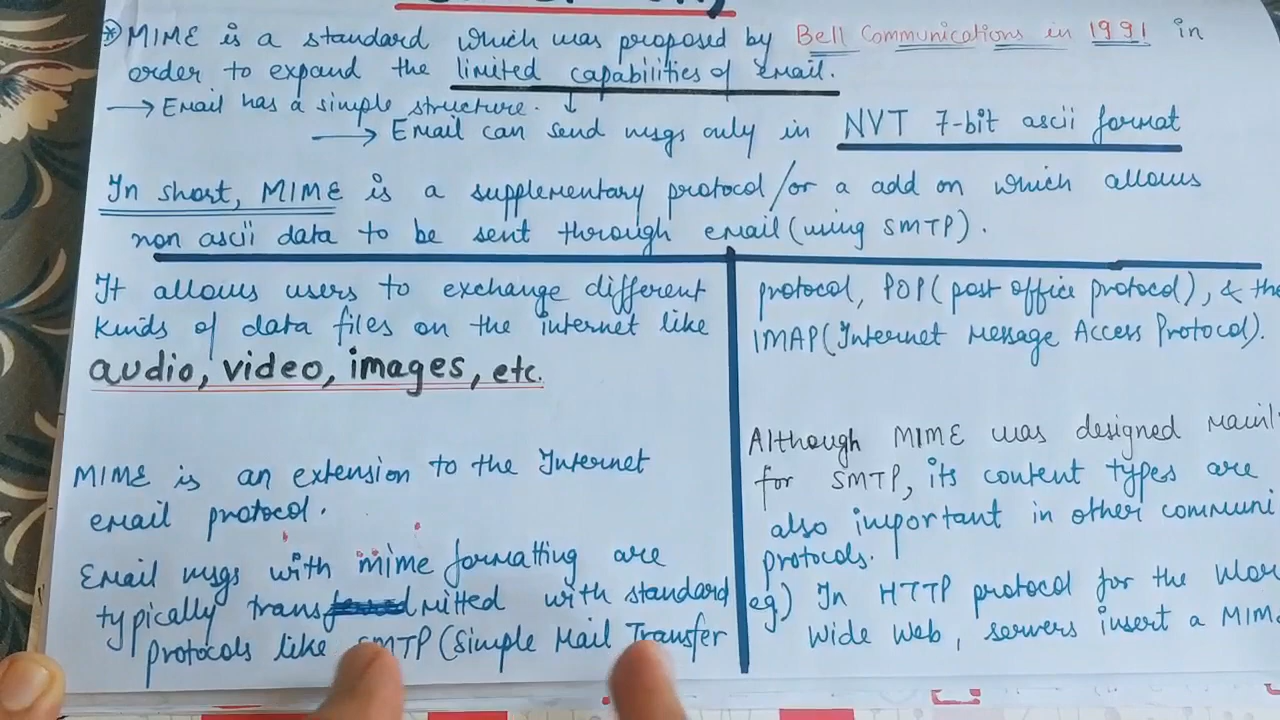 MIME is a standard which was proposed by Bell Communications in 1991 in
order to expand the limited capabilities of email.
→ Email has a simple structure. ↓
→ Email can send msgs only in NVT 7-bit ascii format
In short, MIME is a supplementary protocol/or a add on which allows
non ascii data to be sent through email (using SMTP).
It allows users to exchange different
kinds of data files on the internet like
audio, video, images, etc.
MIME is an extension to the Internet
email protocol.
Email msgs with mime formatting are
typically transmitted with standard
protocols like SMTP (Simple Mail Transfer
protocol, POP (post office protocol), & the
IMAP (Internet Message Access Protocol).
Although MIME was designed mainl
for SMTP, its content types are
also important in other communi
protocols.
eg) In HTTP protocol for the Wor
Wide Web, servers insert a MIM